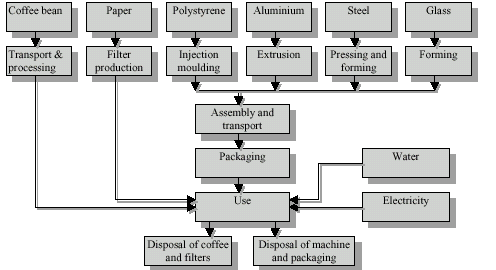 Coffee bean
Paper
Polystyrene
Aluminium
Steel
Glass
Transport &
processing
Filter
production
Injection
moulding
Extrusion
Pressing and
forming
Forming
Assembly and
transport
Packaging
Water
Use
Electricity
Disposal of coffee
and filters
Disposal of machine
and packaging